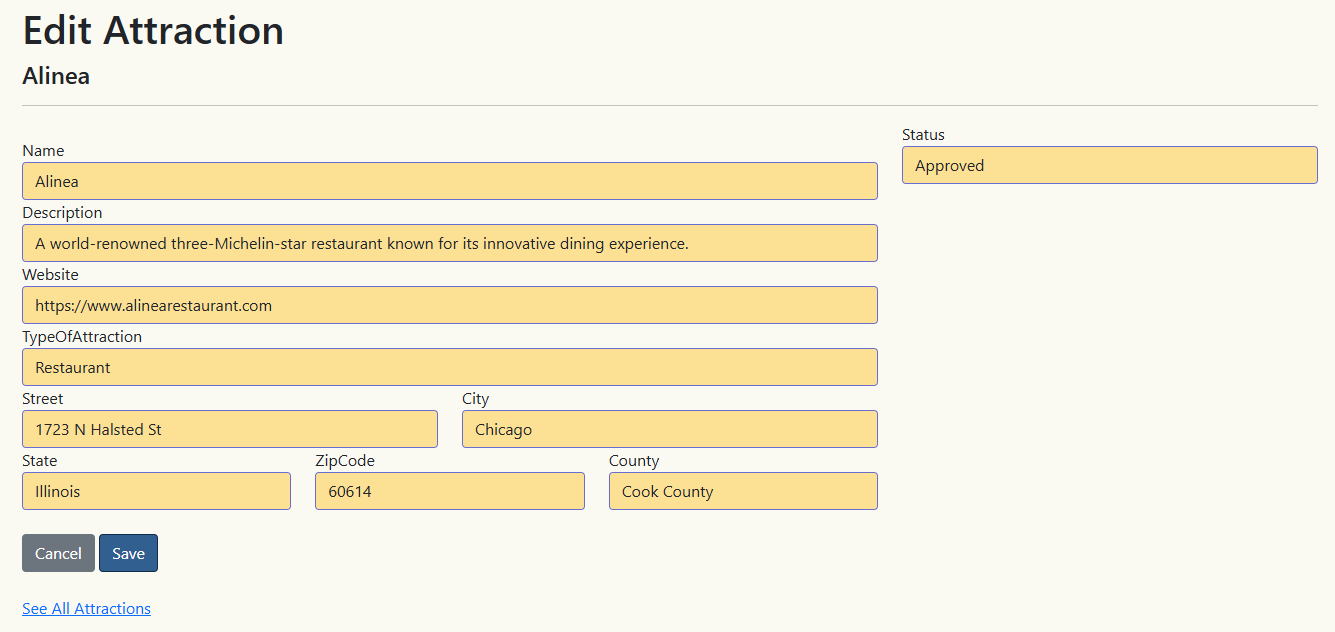 Edit Attraction
Alinea
Name
Alinea
Description
A world-renowned three-Michelin-star restaurant known for its innovative dining experience.
Website
https://www.alinearestaurant.com
TypeOfAttraction
Restaurant
Street
City
1723 N Halsted St
Chicago
State
ZipCode
County
Illinois
60614
Cook County
Status
Approved
Cancel
Save
See All Attractions